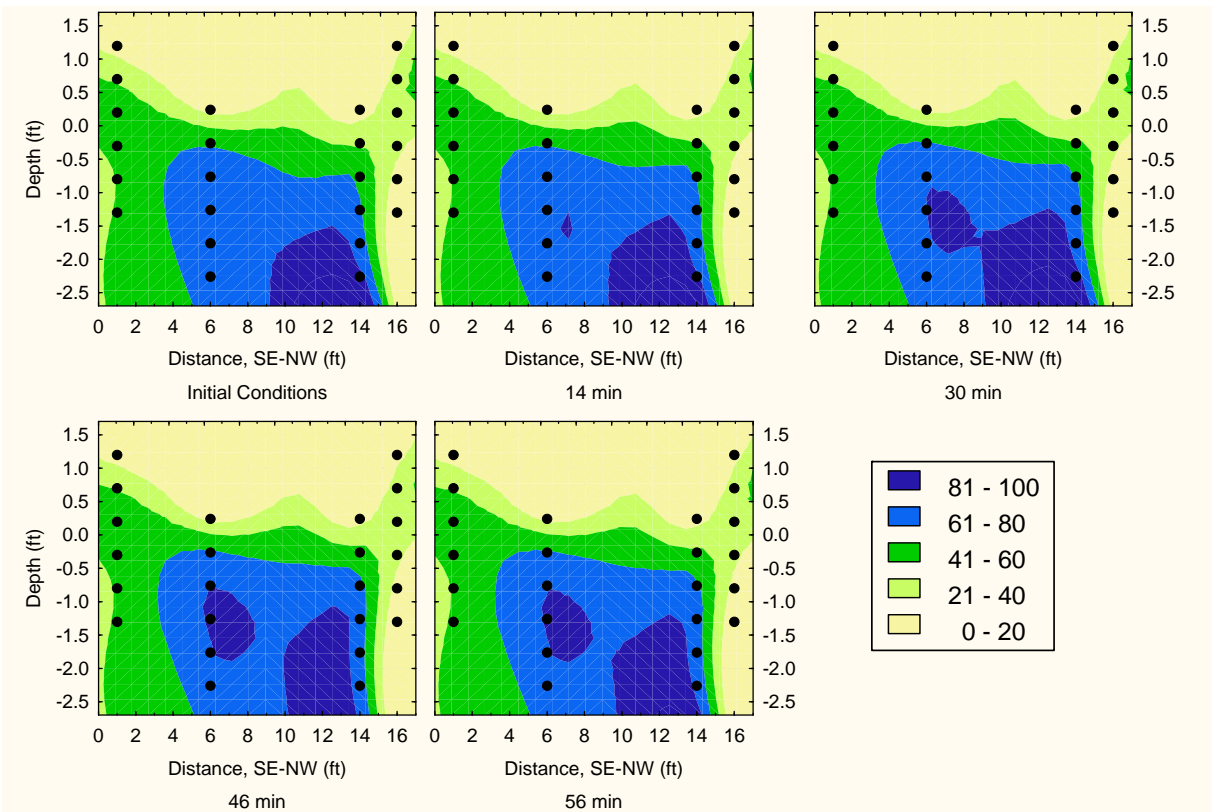 1.5
1.0
0.5
0.0
-0.5
-1.0
-1.5
-2.0
-2.5
Depth (ft)
0 2 4 6 8 10 12 14 16
Distance, SE-NW (ft)
Initial Conditions
0 2 4 6 8 10 12 14 16
Distance, SE-NW (ft)
14 min
1.5
1.0
0.5
0.0
-0.5
-1.0
-1.5
-2.0
-2.5
0 2 4 6 8 10 12 14 16
Distance, SE-NW (ft)
30 min
1.5
1.0
0.5
0.0
-0.5
-1.0
-1.5
-2.0
-2.5
Depth (ft)
0 2 4 6 8 10 12 14 16
Distance, SE-NW (ft)
46 min
1.5
1.0
0.5
0.0
-0.5
-1.0
-1.5
-2.0
-2.5
0 2 4 6 8 10 12 14 16
Distance, SE-NW (ft)
56 min
81 - 100
61 - 80
41 - 60
21 - 40
0 - 20